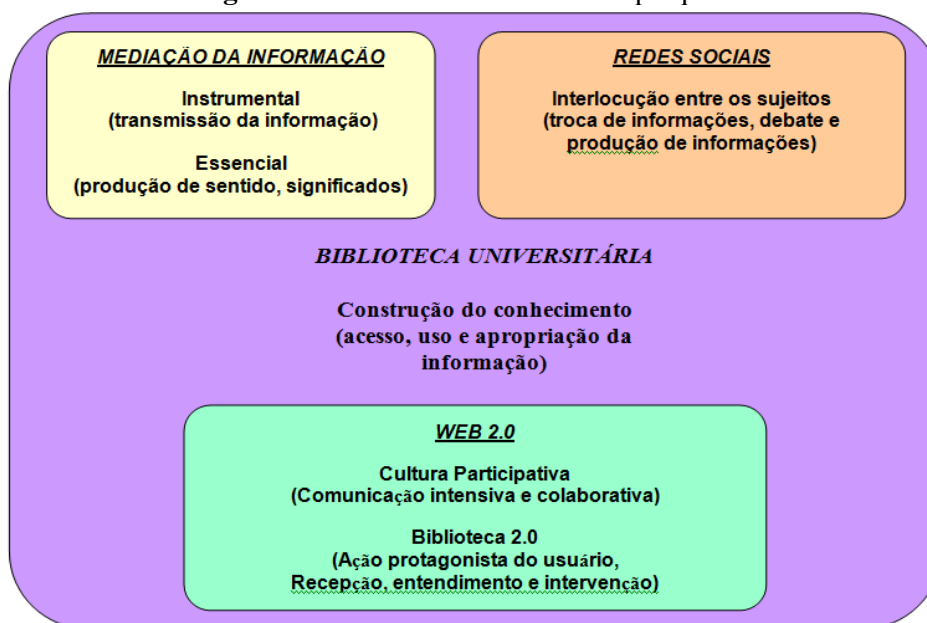 MEDIAÇÃO DA INFORMAÇÃO
Instrumental
(transmissão da informação)
Essencial
(produção de sentido, significados)
REDES SOCIAIS
Interlocução entre os sujeitos
(troca de informações, debate e
produção de informações)
BIBLIOTECA UNIVERSITÁRIA
Construção do conhecimento
(acesso, uso e apropriação da
informação)
WEB 2.0
Cultura Participativa
(Comunicação intensiva e colaborativa)
Biblioteca 2.0
(Ação protagonista do usuário,
Recepção, entendimento e intervenção)